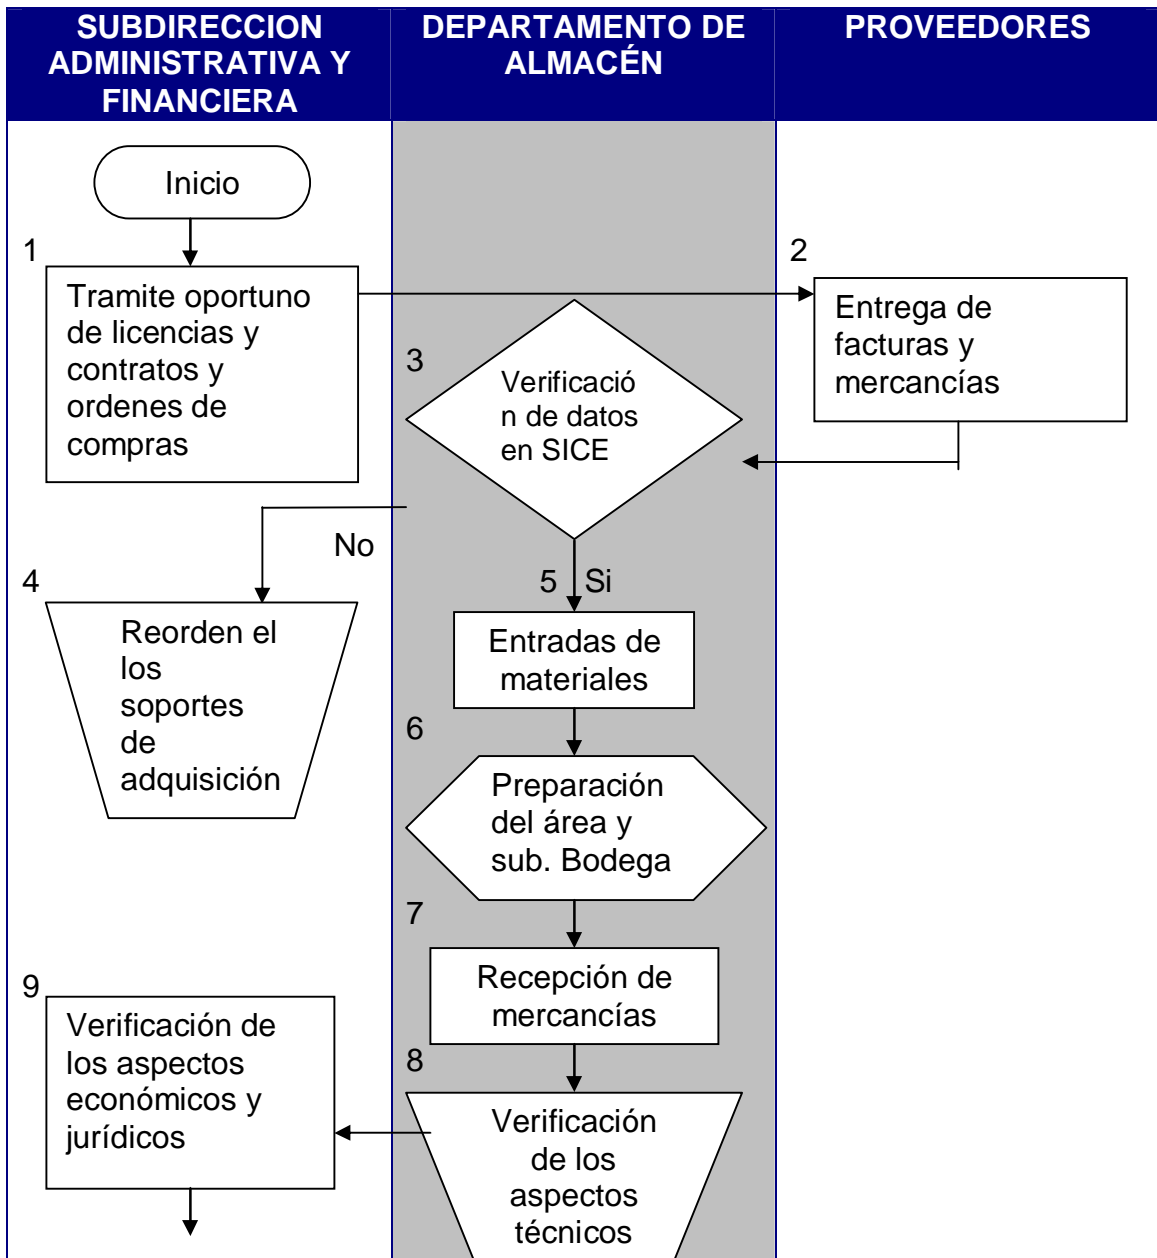 SUBDIRECCION
ADMINISTRATIVA Y
FINANCIERA
DEPARTAMENTO DE
ALMACÉN
PROVEEDORES
Inicio
1
Tramite oportuno
de licencias y
contratos y
ordenes de
compras
2
Entrega de
facturas y
mercancías
3
Verificació
n de datos
en SICE
No
4
Reorden el
los
soportes
de
adquisición
5
Si
Entradas de
materiales
6
Preparación
del área y
sub. Bodega
7
Recepción de
mercancías
8
Verificación
de los
aspectos
técnicos
9
Verificación de
los aspectos
económicos y
jurídicos